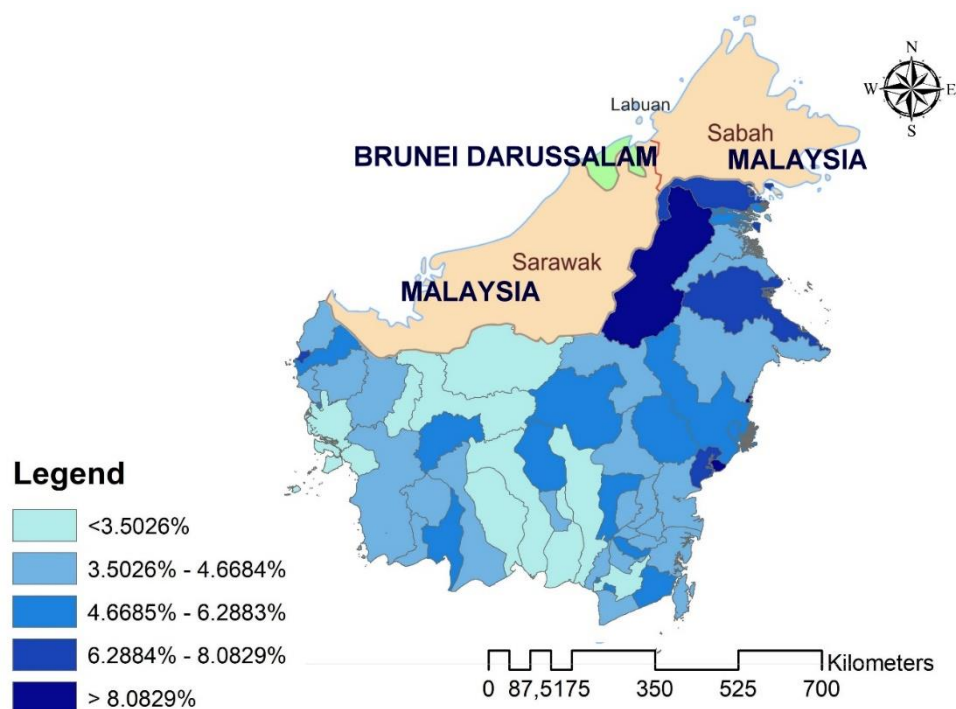 N
W E
S
Labuan
Sabah
BRUNEI DARUSSALAM
MALAYSIA
Sarawak
MALAYSIA
Legend
<3.5026%
3.5026% - 4.6684%
4.6685% - 6.2883%
6.2884% - 8.0829%
> 8.0829%
Kilometers
0 87,5175 350 525 700